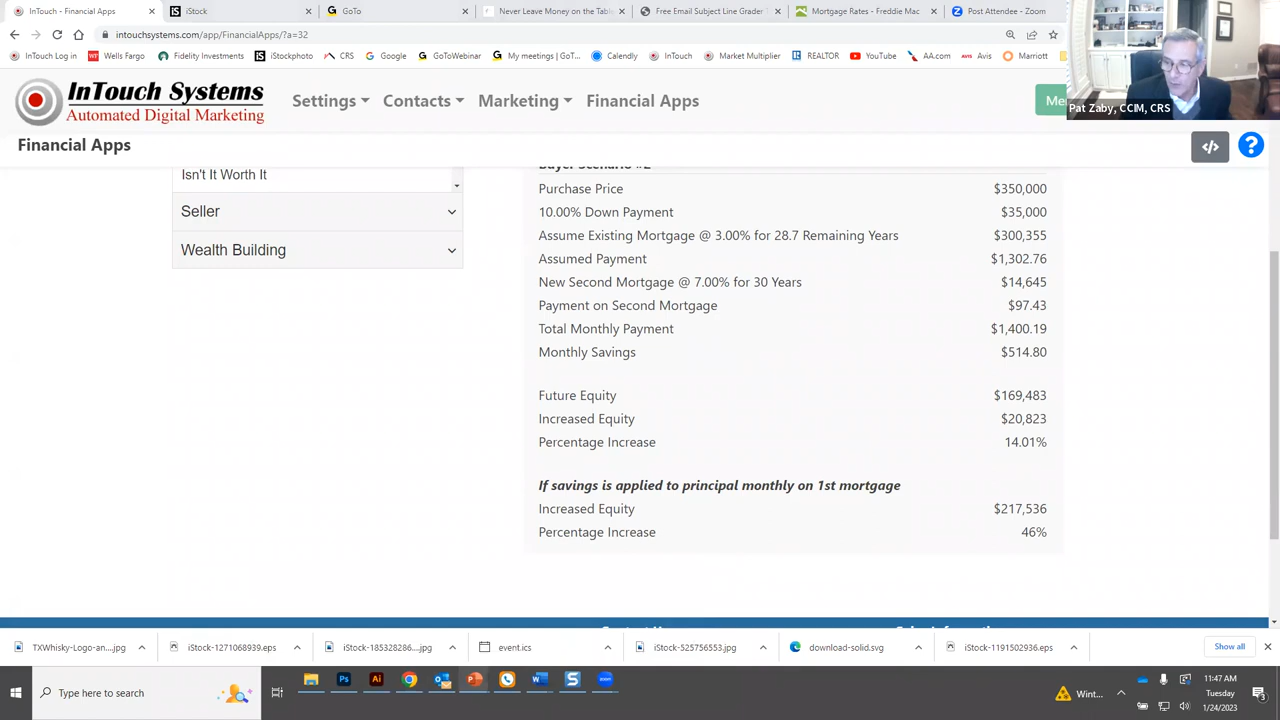 InTouch - Financial Apps
iStock
GoTo
Never Leave Money on the Tabl
Free Email Subject Line Grader
Mortgage Rates - Freddie Mac
Post Attendee - Zoom
intouchsystems.com/app/FinancialApps/?a=32
InTouch Log in
Wells Fargo
Fidelity Investments
iStockphoto
CRS
Google
GoToWebinar
My meetings | GoT...
Calendly
InTouch
Market Multiplier
REALTOR
YouTube
AA.com
Avis
Marriott
InTouch Systems
Automated Digital Marketing
Settings
Contacts
Marketing
Financial Apps
Pat Zaby, CCIM, CRS
Financial Apps
Isn't It Worth It
Seller
Wealth Building
Buyer Scenario #2
Purchase Price $350,000
10.00% Down Payment $35,000
Assume Existing Mortgage @ 3.00% for 28.7 Remaining Years $300,355
Assumed Payment $1,302.76
New Second Mortgage @ 7.00% for 30 Years $14,645
Payment on Second Mortgage $97.43
Total Monthly Payment $1,400.19
Monthly Savings $514.80
Future Equity $169,483
Increased Equity $20,823
Percentage Increase 14.01%
If savings is applied to principal monthly on 1st mortgage
Increased Equity $217,536
Percentage Increase 46%
TXWhisky-Logo-an....jpg
iStock-1271068939.eps
iStock-185328286....jpg
event.ics
iStock-525756553.jpg
download-solid.svg
iStock-1191502936.eps
Show all
Type here to search
Wint...
11:47 AM
Tuesday
1/24/2023